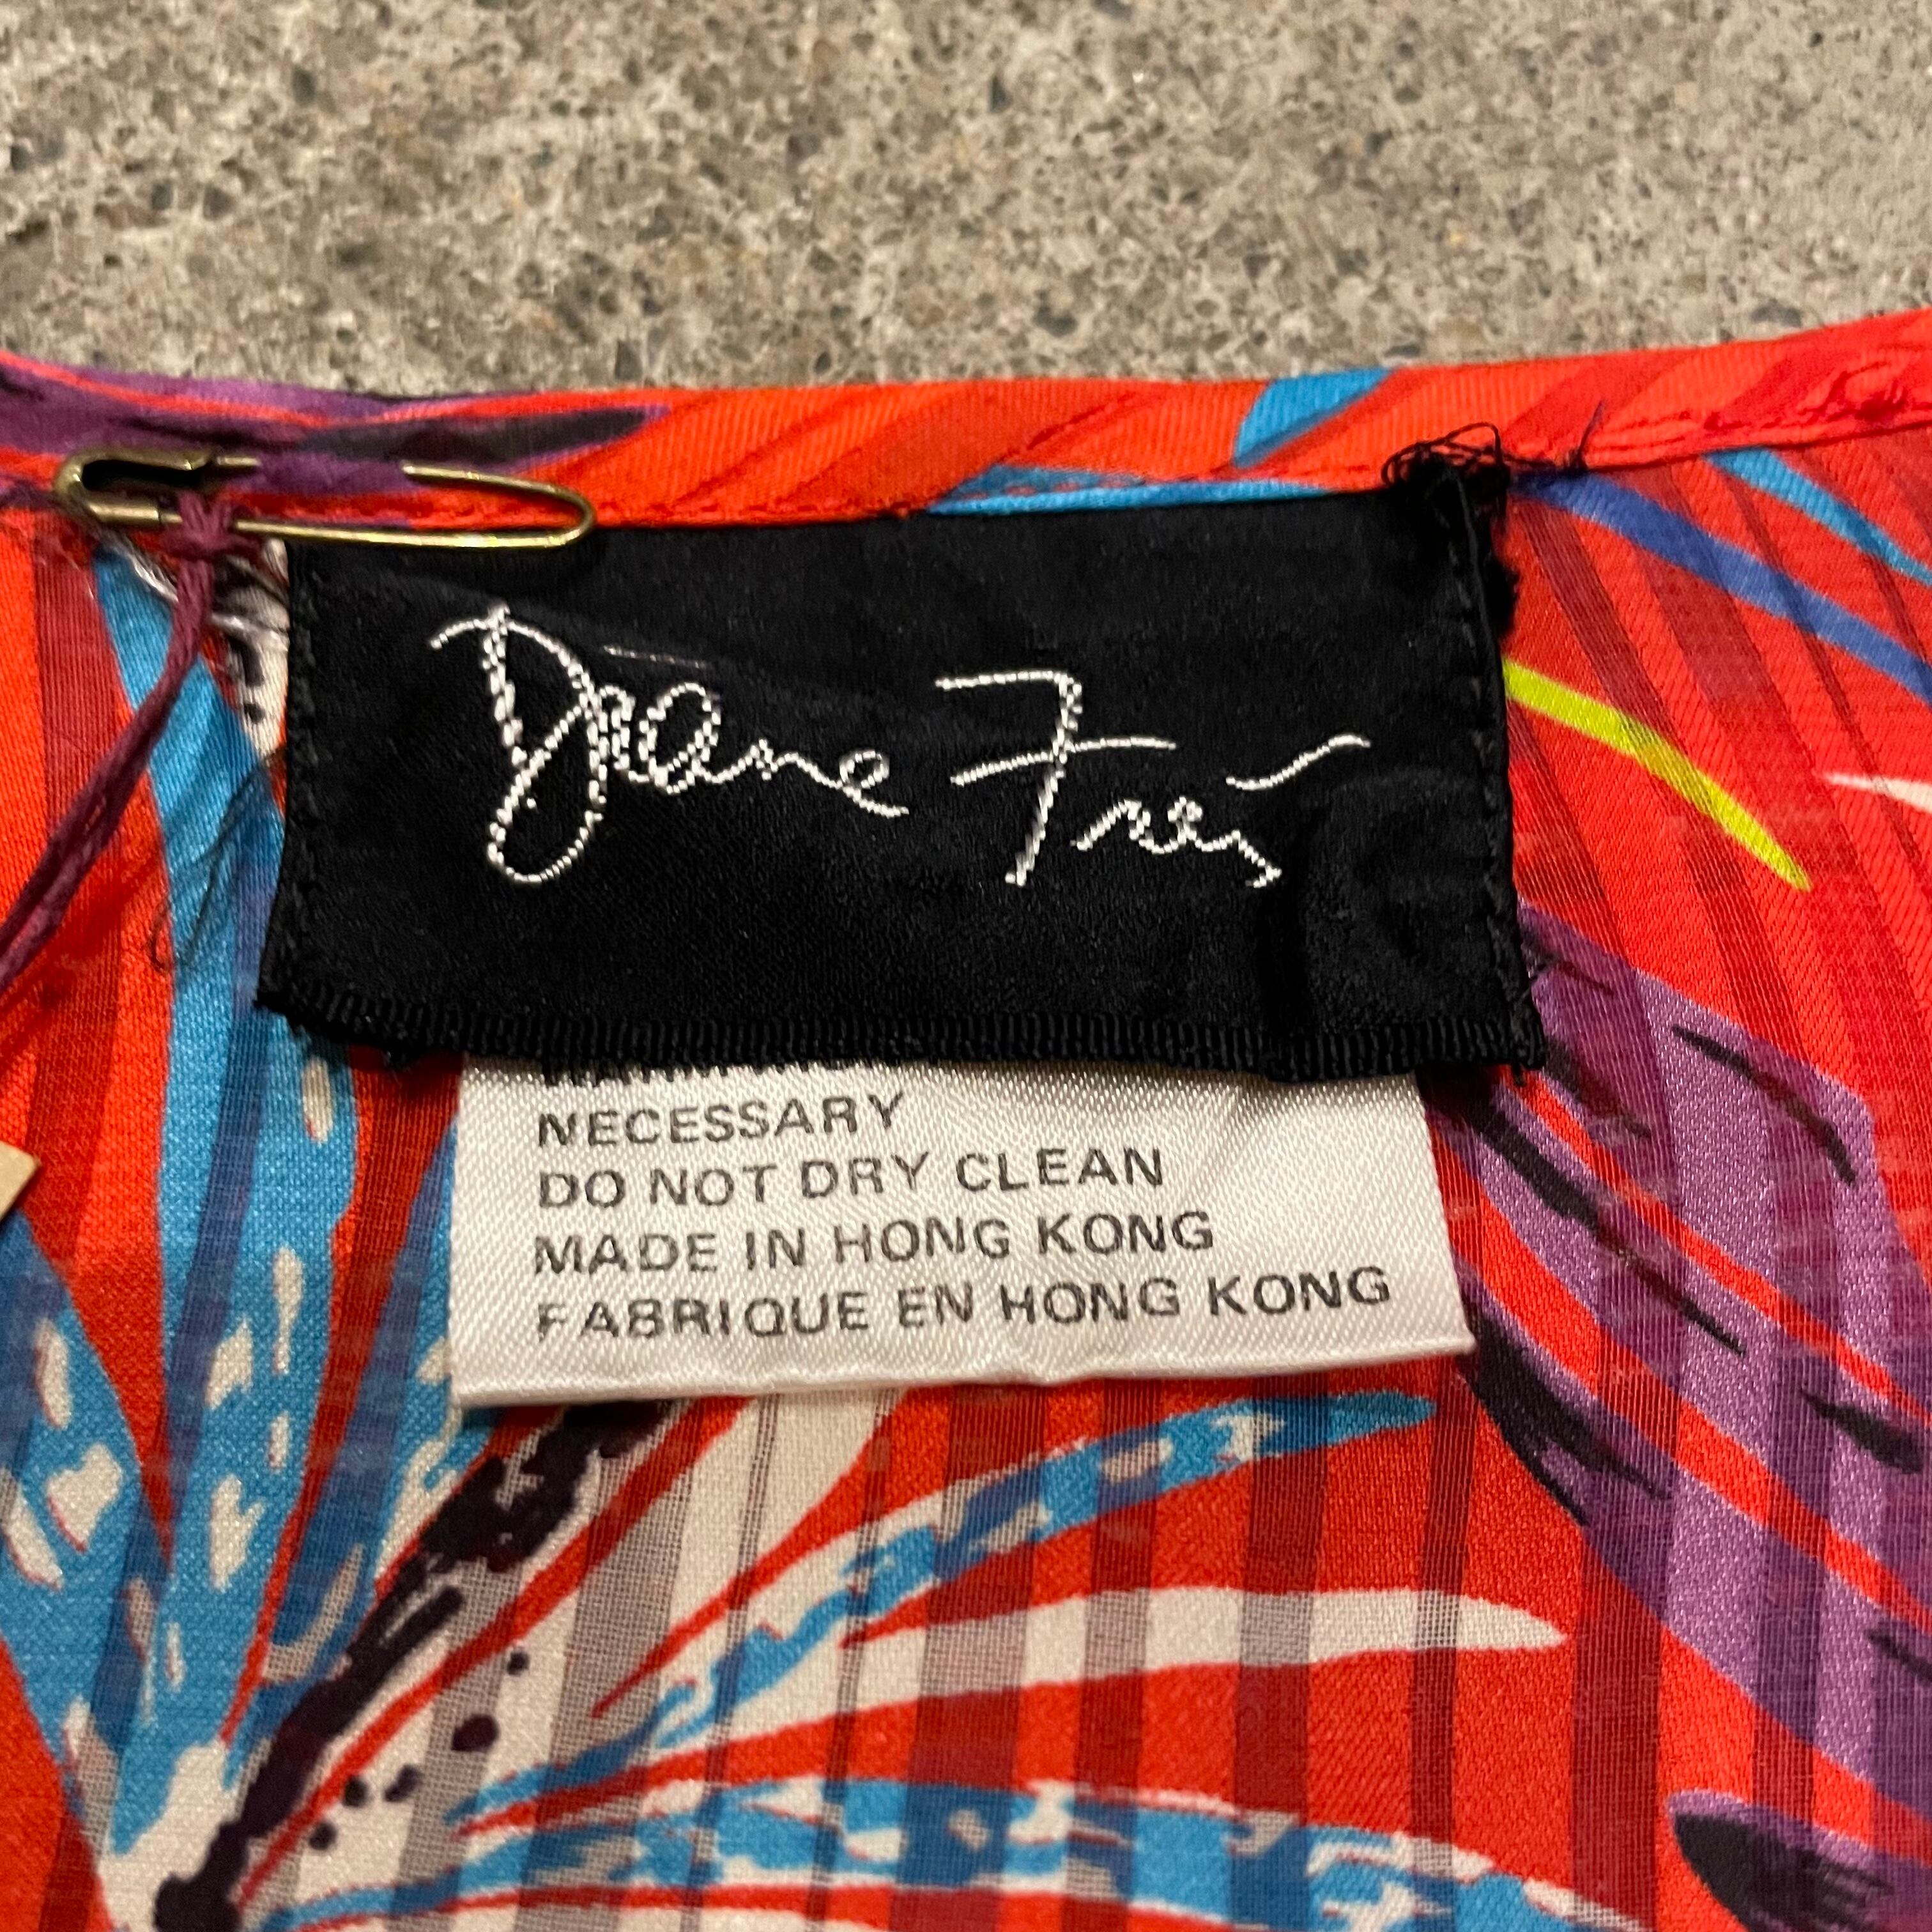 Diane Freis
NECESSARY
DO NOT DRY CLEAN
MADE IN HONG KONG
FABRIQUE EN HONG KONG